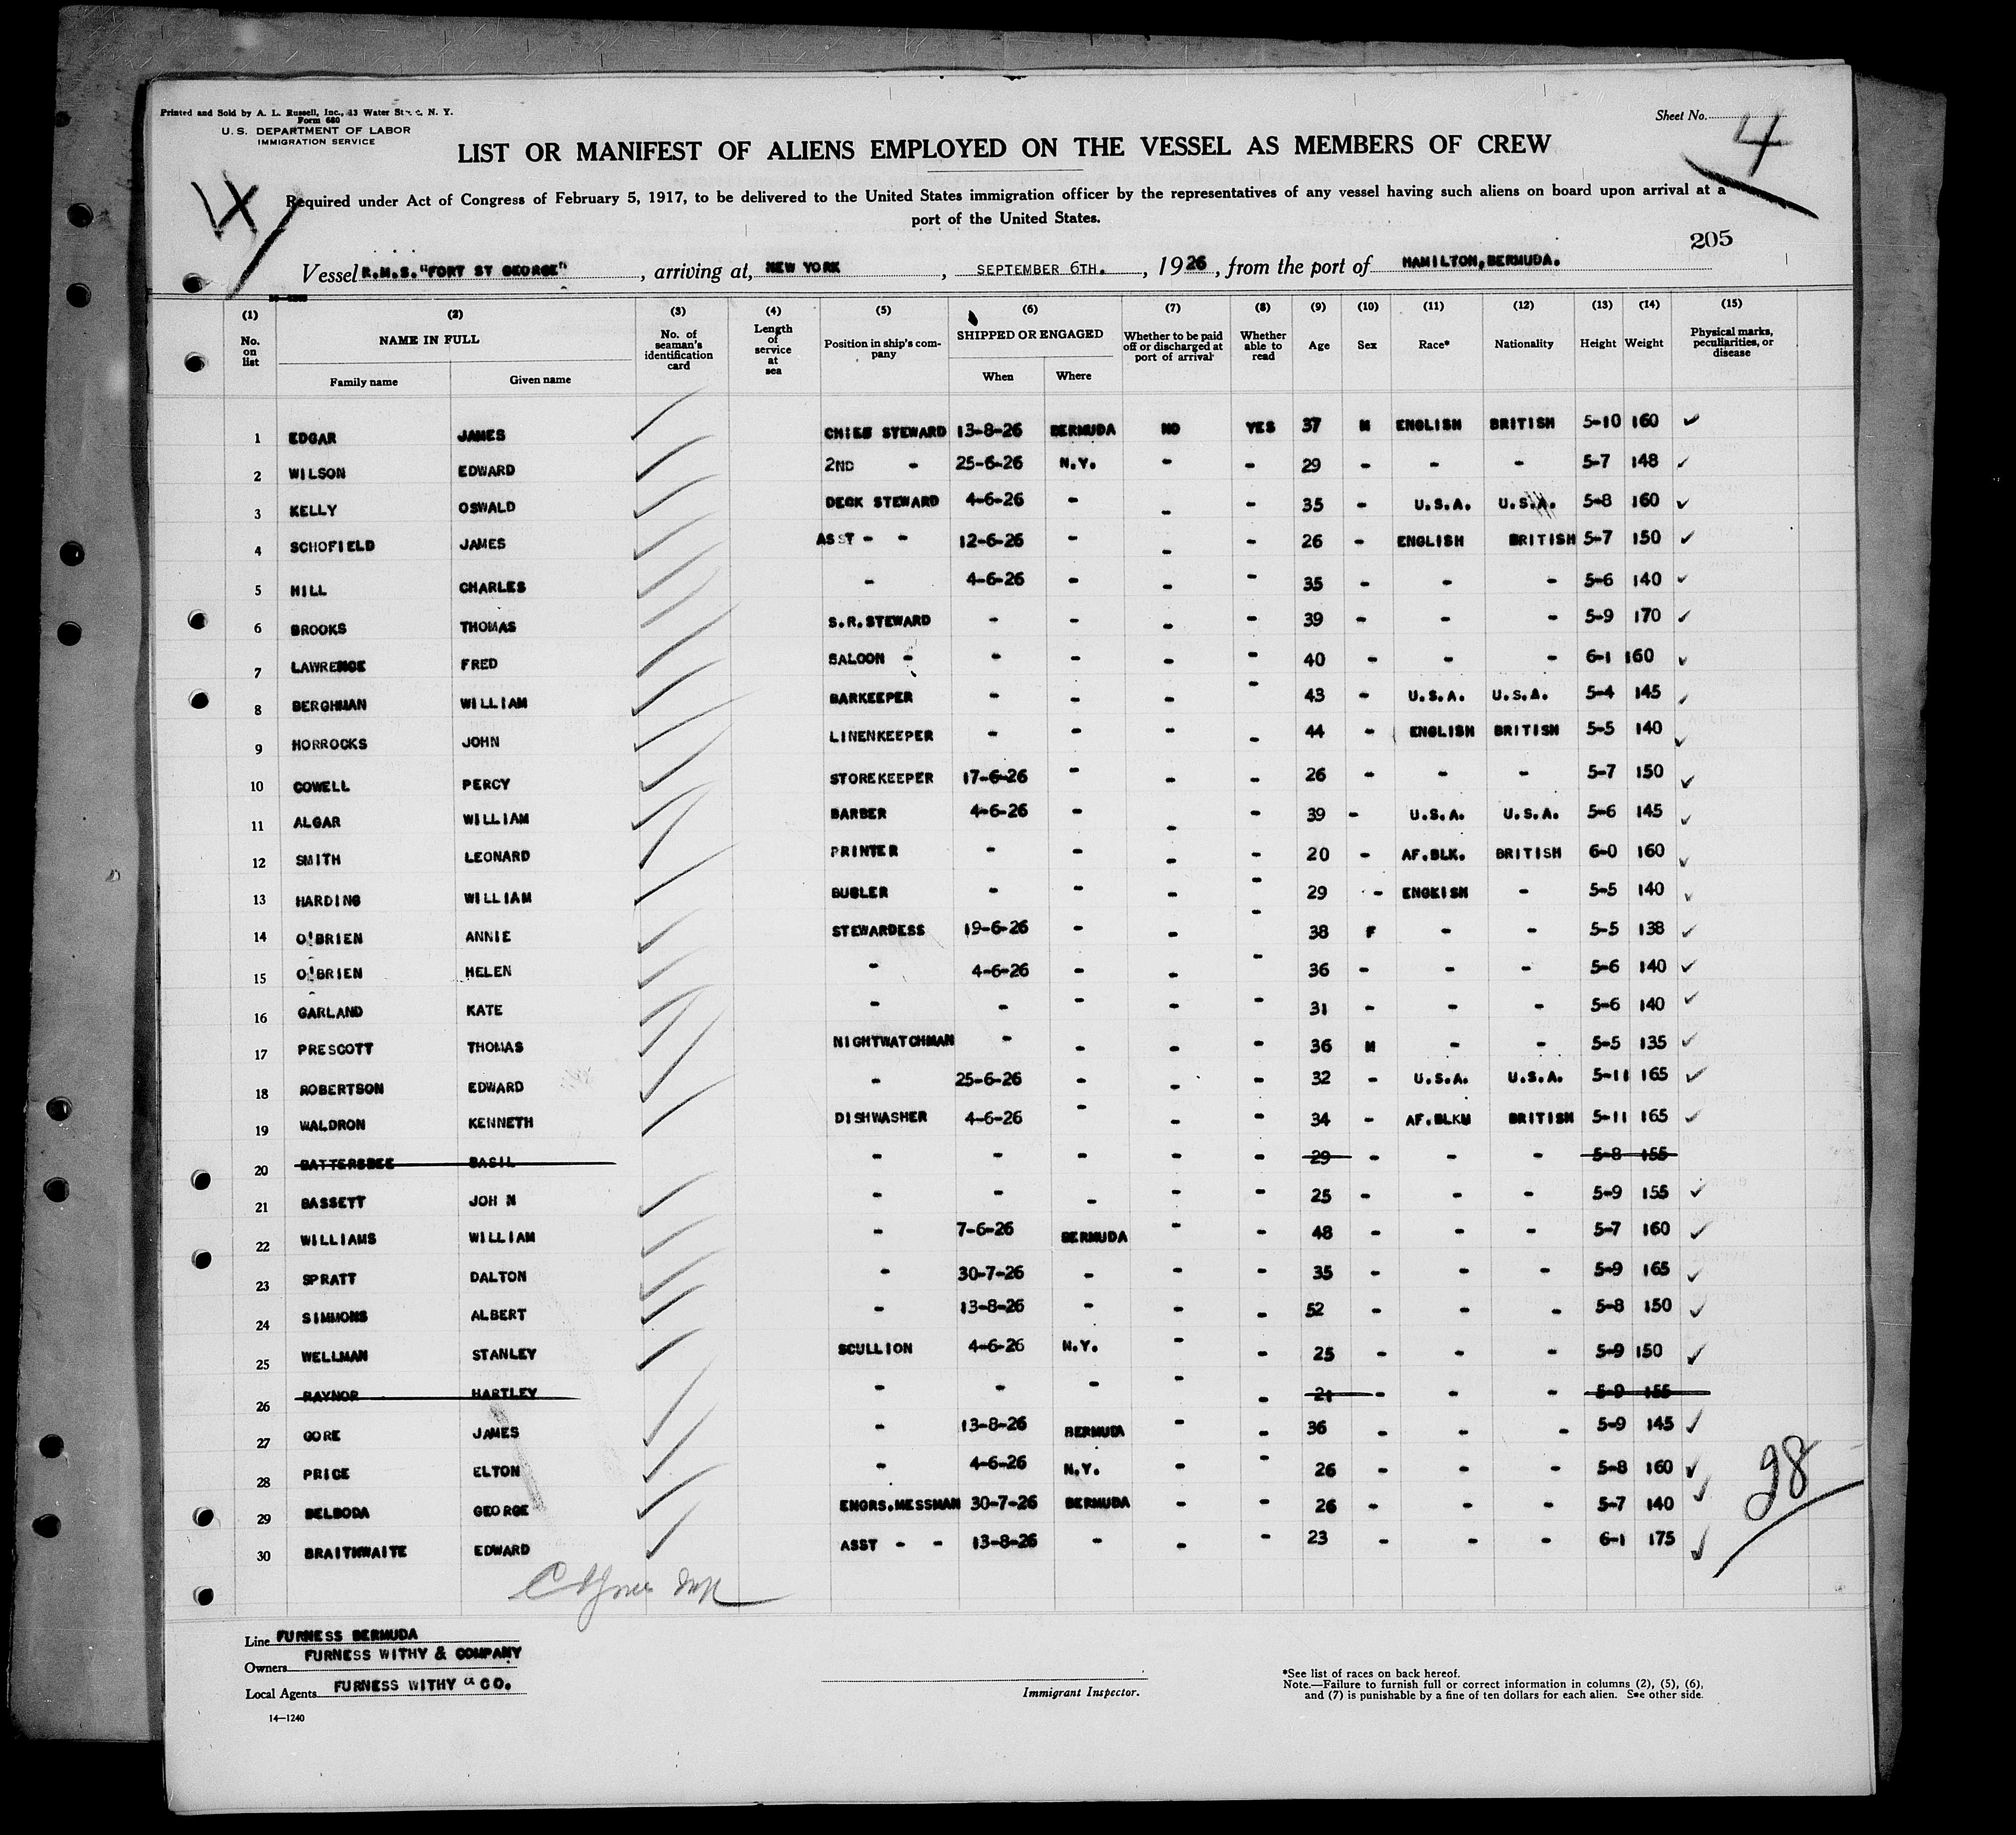 Printed and Sold by A. L. Russell, Inc., 43 Water St., N. Y.
Form 680
U. S. DEPARTMENT OF LABOR
IMMIGRATION SERVICE
Sheet No. 4
LIST OR MANIFEST OF ALIENS EMPLOYED ON THE VESSEL AS MEMBERS OF CREW
Required under Act of Congress of February 5, 1917, to be delivered to the United States immigration officer by the representatives of any vessel having such aliens on board upon arrival at a
port of the United States.
205
Vessel R.M.S. "FORT ST GEORGE", arriving at, NEW YORK, SEPTEMBER 6TH., 1926, from the port of HAMILTON, BERMUDA.
(1) (2) (3) (4) (5) (6) (7) (8) (9) (10) (11) (12) (13) (14) (15)
No. on list NAME IN FULL No. of seaman's identification card Length of service at sea Position in ship's company SHIPPED OR ENGAGED Whether to be paid off or discharged at port of arrival Whether able to read Age Sex Race* Nationality Height Weight Physical marks, peculiarities, or disease
Family name Given name When Where
1 EDGAR JAMES CHIEF STEWARD 13-8-26 BERMUDA NO YES 37 M ENGLISH BRITISH 5-10 160
2 WILSON EDWARD 2ND - 25-6-26 N.Y. - - 29 - - - 5-7 148
3 KELLY OSWALD DECK STEWARD 4-6-26 - - - 35 - U.S.A. U.S.A. 5-8 160
4 SCHOFIELD JAMES ASST - - 12-6-26 - - - 26 - ENGLISH BRITISH 5-7 150
5 HILL CHARLES - 4-6-26 - - - 35 - - - 5-6 140
6 BROOKS THOMAS S.R.STEWARD - - - - 39 - - - 5-9 170
7 LAWRENCE FRED SALOON - - - - - 40 - - - 6-1 160
8 BERGHMAN WILLIAM BARKEEPER - - - - 43 - U.S.A. U.S.A. 5-4 145
9 HORROCKS JOHN LINENKEEPER - - - - 44 - ENGLISH BRITISH 5-5 140
10 COWELL PERCY STOREKEEPER 17-6-26 - - - 26 - - - 5-7 150
11 ALGAR WILLIAM BARBER 4-6-26 - - - 39 - U.S.A. U.S.A. 5-6 145
12 SMITH LEONARD PRINTER - - - - 20 - AF.BLK. BRITISH 6-0 160
13 HARDING WILLIAM BUGLER - - - - 29 - ENGKISH - 5-5 140
14 O'BRIEN ANNIE STEWARDESS 19-6-26 - - - 38 F - - 5-5 138
15 O'BRIEN HELEN - 4-6-26 - - - 36 - - - 5-6 140
16 GARLAND KATE - - - - - 31 - - - 5-6 140
17 PRESCOTT THOMAS NIGHTWATCHMAN - - - - 36 M - - 5-5 135
18 ROBERTSON EDWARD - 25-6-26 - - - 32 - U.S.A. U.S.A. 5-11 165
19 WALDRON KENNETH DISHWASHER 4-6-26 - - - 34 - AF.BLKM BRITISH 5-11 165
20 BATTERSBEE BASIL - - - - - 29 - - - 5-8 155
21 BASSETT JOH N - - - - - 25 - - - 5-9 155
22 WILLIAMS WILLIAM - 7-6-26 BERMUDA - - 48 - - - 5-7 160
23 SPRATT DALTON - 30-7-26 - - - 35 - - - 5-9 165
24 SIMMONS ALBERT - 13-8-26 - - - 52 - - - 5-8 150
25 WELLMAN STANLEY SCULLION 4-6-26 N.Y. - - 25 - - - 5-9 150
26 RAYNOR HARTLEY - - - - - 21 - - - 5-9 155
27 GORE JAMES - 13-8-26 BERMUDA - - 36 - - - 5-9 145
28 PRICE ELTON - 4-6-26 N.Y. - - 26 - - - 5-8 160
29 BELBODA GEORGE ENGRS.MESSMAN 30-7-26 BERMUDA - - 26 - - - 5-7 140
30 BRAITHWAITE EDWARD ASST - - 13-8-26 - - - 23 - - - 6-1 175
28
Line FURNESS BERMUDA
Owners FURNESS WITHY & COMPANY
Local Agents FURNESS WITHY & CO.
Immigrant Inspector.
*See list of races on back hereof.
Note.—Failure to furnish full or correct information in columns (2), (5), (6),
and (7) is punishable by a fine of ten dollars for each alien. See other side.
14—1240